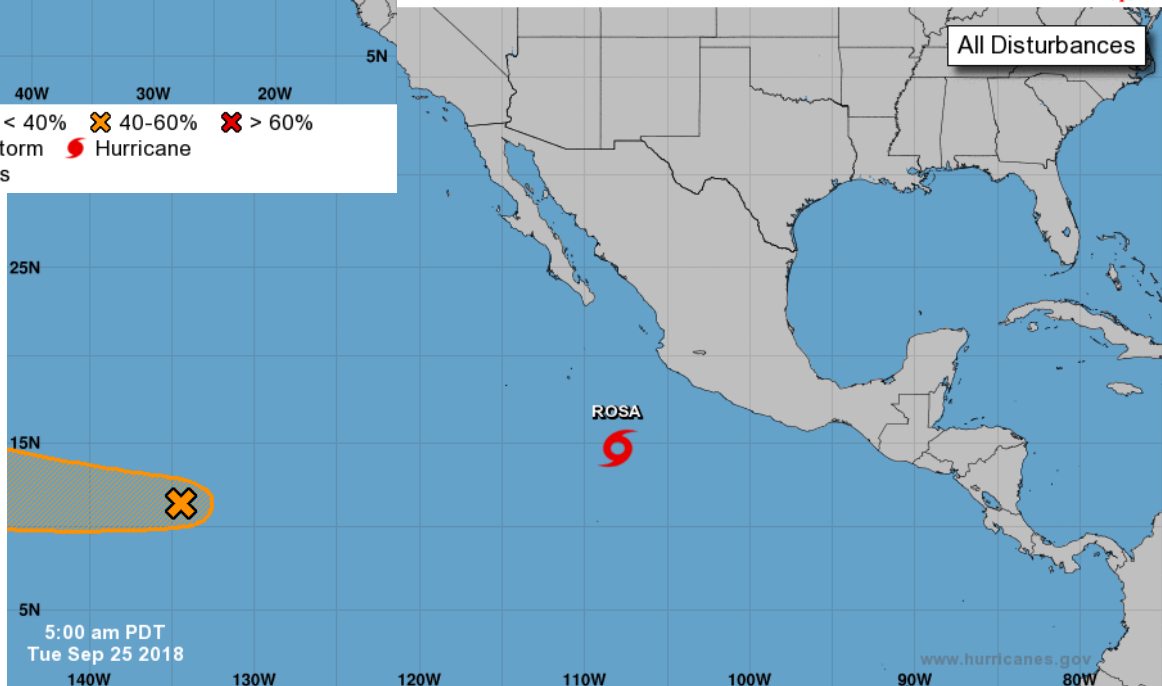 All Disturbances
5N
40W 30W 20W
< 40% 40-60% > 60%
torm Hurricane
s
25N
ROSA
15N
5N
5:00 am PDT
Tue Sep 25 2018
www.hurricanes.gov
140W 130W 120W 110W 100W 90W 80W